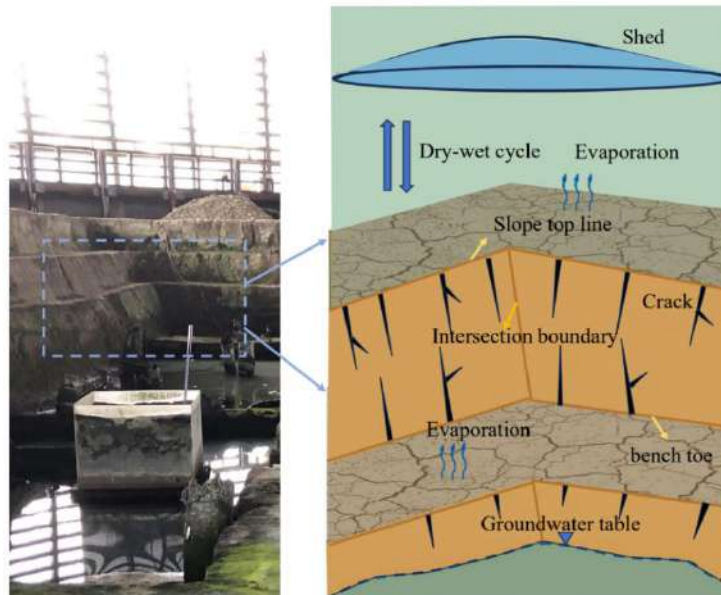 Shed
Dry-wet cycle
Evaporation
Slope top line
Crack
Intersection boundary
Evaporation
bench toe
Groundwater table